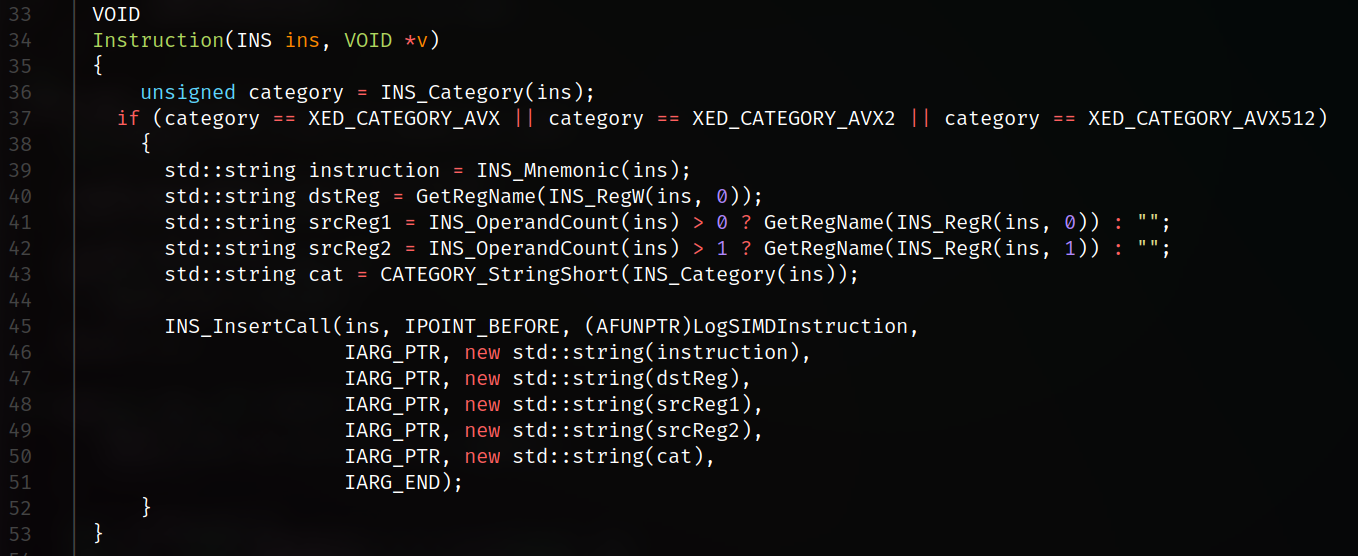 33 VOID
34 Instruction(INS ins, VOID *v)
35 {
36     unsigned category = INS_Category(ins);
37   if (category == XED_CATEGORY_AVX || category == XED_CATEGORY_AVX2 || category == XED_CATEGORY_AVX512)
38     {
39       std::string instruction = INS_Mnemonic(ins);
40       std::string dstReg = GetRegName(INS_RegW(ins, 0));
41       std::string srcReg1 = INS_OperandCount(ins) > 0 ? GetRegName(INS_RegR(ins, 0)) : "";
42       std::string srcReg2 = INS_OperandCount(ins) > 1 ? GetRegName(INS_RegR(ins, 1)) : "";
43       std::string cat = CATEGORY_StringShort(INS_Category(ins));
44
45       INS_InsertCall(ins, IPOINT_BEFORE, (AFUNPTR)LogSIMDInstruction,
46                      IARG_PTR, new std::string(instruction),
47                      IARG_PTR, new std::string(dstReg),
48                      IARG_PTR, new std::string(srcReg1),
49                      IARG_PTR, new std::string(srcReg2),
50                      IARG_PTR, new std::string(cat),
51                      IARG_END);
52     }
53 }